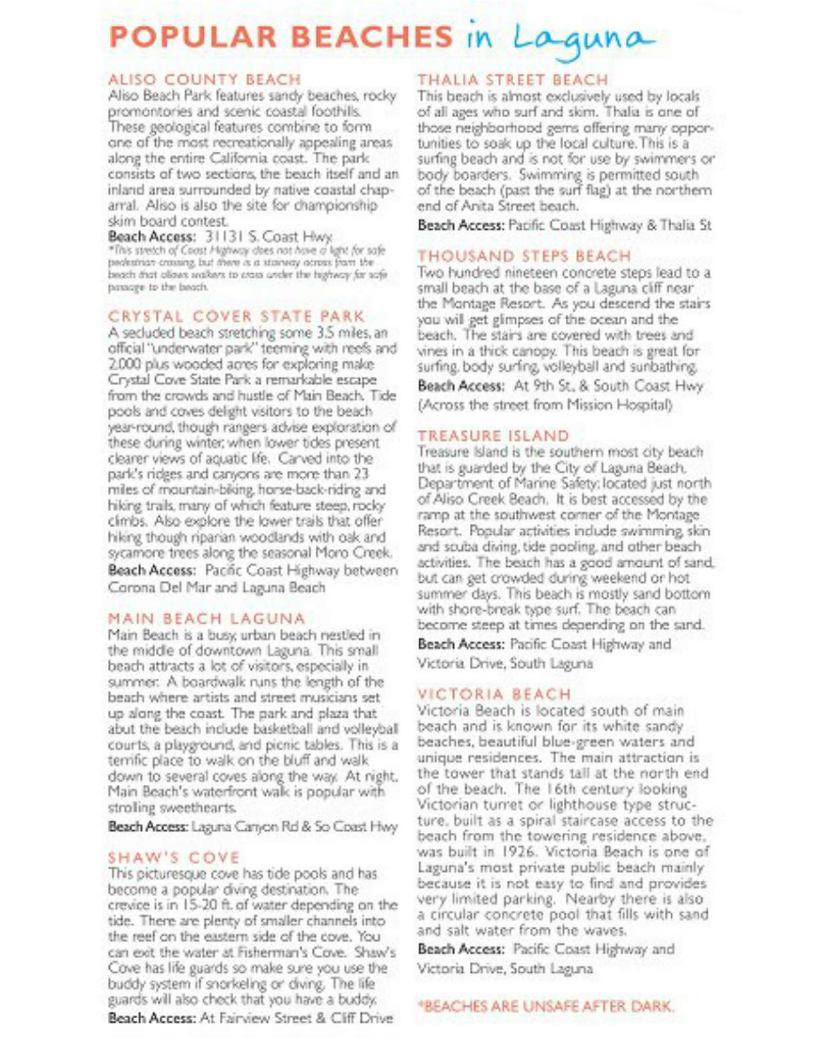 POPULAR BEACHES in Laguna
ALISO COUNTY BEACH
Aliso Beach Park features sandy beaches, rocky
promontories and scenic coastal foothills.
These geological features combine to form
one of the most recreationally appealing areas
along the entire California coast. The park
consists of two sections, the beach itself and an
inland area surrounded by native coastal chap-
arral. Aliso is also the site for championship
skim board contest.
Beach Access: 31131 S. Coast Hwy.
*This stretch of Coast Highway does not have a light for safe
pedestrian crossing, but there is a stairway across from the
beach that allows walkers to cross under the highway for safe
passage to the beach.
CRYSTAL COVER STATE PARK
A secluded beach stretching some 3.5 miles, an
official "underwater park" teeming with reefs and
2,000 plus wooded acres for exploring make
Crystal Cove State Park a remarkable escape
from the crowds and hustle of Main Beach. Tide
pools and coves delight visitors to the beach
year-round, though rangers advise exploration of
these during winter, when lower tides present
clearer views of aquatic life. Carved into the
park's ridges and canyons are more than 23
miles of mountain-biking, horse-back-riding and
hiking trails, many of which feature steep, rocky
climbs. Also explore the lower trails that offer
hiking though riparian woodlands with oak and
sycamore trees along the seasonal Moro Creek.
Beach Access: Pacific Coast Highway between
Corona Del Mar and Laguna Beach
MAIN BEACH LAGUNA
Main Beach is a busy, urban beach nestled in
the middle of downtown Laguna. This small
beach attracts a lot of visitors, especially in
summer. A boardwalk runs the length of the
beach where artists and street musicians set
up along the coast. The park and plaza that
abut the beach include basketball and volleyball
courts, a playground, and picnic tables. This is a
terrific place to walk on the bluff and walk
down to several coves along the way. At night,
Main Beach's waterfront walk is popular with
strolling sweethearts.
Beach Access: Laguna Canyon Rd & So Coast Hwy
SHAW'S COVE
This picturesque cove has tide pools and has
become a popular diving destination. The
crevice is in 15-20 ft. of water depending on the
tide. There are plenty of smaller channels into
the reef on the eastern side of the cove. You
can exit the water at Fisherman's Cove. Shaw's
Cove has life guards so make sure you use the
buddy system if snorkeling or diving. The life
guards will also check that you have a buddy.
Beach Access: At Fairview Street & Cliff Drive
THALIA STREET BEACH
This beach is almost exclusively used by locals
of all ages who surf and skim. Thalia is one of
those neighborhood gems offering many oppor-
tunities to soak up the local culture. This is a
surfing beach and is not for use by swimmers or
body boarders. Swimming is permitted south
of the beach (past the surf flag) at the northern
end of Anita Street beach.
Beach Access: Pacific Coast Highway & Thalia St
THOUSAND STEPS BEACH
Two hundred nineteen concrete steps lead to a
small beach at the base of a Laguna cliff near
the Montage Resort. As you descend the stairs
you will get glimpses of the ocean and the
beach. The stairs are covered with trees and
vines in a thick canopy. This beach is great for
surfing, body surfing, volleyball and sunbathing.
Beach Access: At 9th St., & South Coast Hwy
(Across the street from Mission Hospital)
TREASURE ISLAND
Treasure Island is the southern most city beach
that is guarded by the City of Laguna Beach,
Department of Marine Safety; located just north
of Aliso Creek Beach. It is best accessed by the
ramp at the southwest corner of the Montage
Resort. Popular activities include swimming, skin
and scuba diving, tide pooling, and other beach
activities. The beach has a good amount of sand,
but can get crowded during weekend or hot
summer days. This beach is mostly sand bottom
with shore-break type surf. The beach can
become steep at times depending on the sand.
Beach Access: Pacific Coast Highway and
Victoria Drive, South Laguna
VICTORIA BEACH
Victoria Beach is located south of main
beach and is known for its white sandy
beaches, beautiful blue-green waters and
unique residences. The main attraction is
the tower that stands tall at the north end
of the beach. The 16th century looking
Victorian turret or lighthouse type struc-
ture, built as a spiral staircase access to the
beach from the towering residence above,
was built in 1926. Victoria Beach is one of
Laguna's most private public beach mainly
because it is not easy to find and provides
very limited parking. Nearby there is also
a circular concrete pool that fills with sand
and salt water from the waves.
Beach Access: Pacific Coast Highway and
Victoria Drive, South Laguna
*BEACHES ARE UNSAFE AFTER DARK.